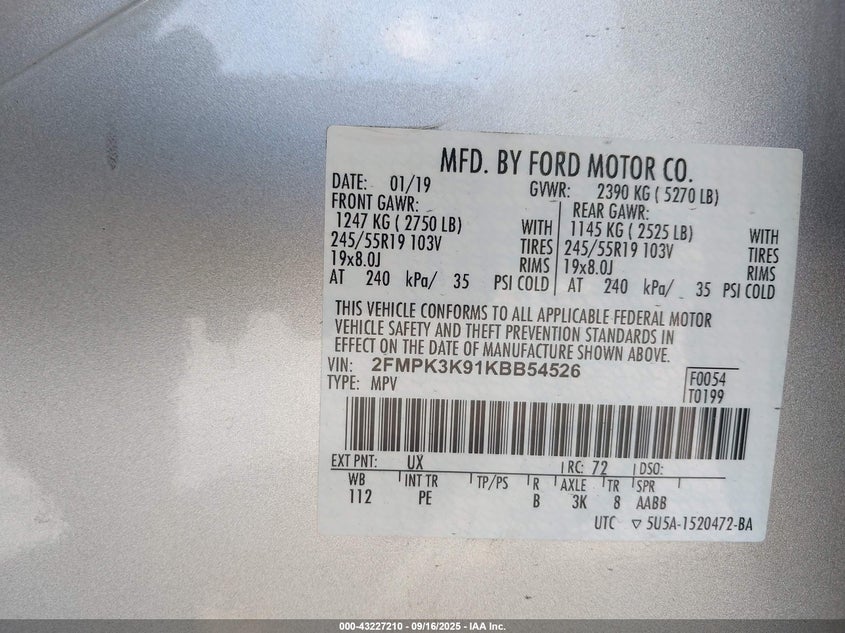 MFD. BY FORD MOTOR CO.
DATE: 01/19 GVWR: 2390 KG ( 5270 LB)
FRONT GAWR: REAR GAWR:
1247 KG ( 2750 LB) WITH 1145 KG ( 2525 LB) WITH
245/55R19 103V TIRES 245/55R19 103V TIRES
19x8.0J RIMS 19x8.0J RIMS
AT 240 kPa/ 35 PSI COLD AT 240 kPa/ 35 PSI COLD
THIS VEHICLE CONFORMS TO ALL APPLICABLE FEDERAL MOTOR
VEHICLE SAFETY AND THEFT PREVENTION STANDARDS IN
EFFECT ON THE DATE OF MANUFACTURE SHOWN ABOVE.
VIN: 2FMPK3K91KBB54526
TYPE: MPV
F0054
T0199
EXT PNT: UX RC: 72 DSO:
WB INT TR TP/PS R AXLE TR SPR
112 PE B 3K 8 AABB
UTC ▽ 5U5A-1520472-BA
000-43227210 - 09/16/2025 - IAA Inc.